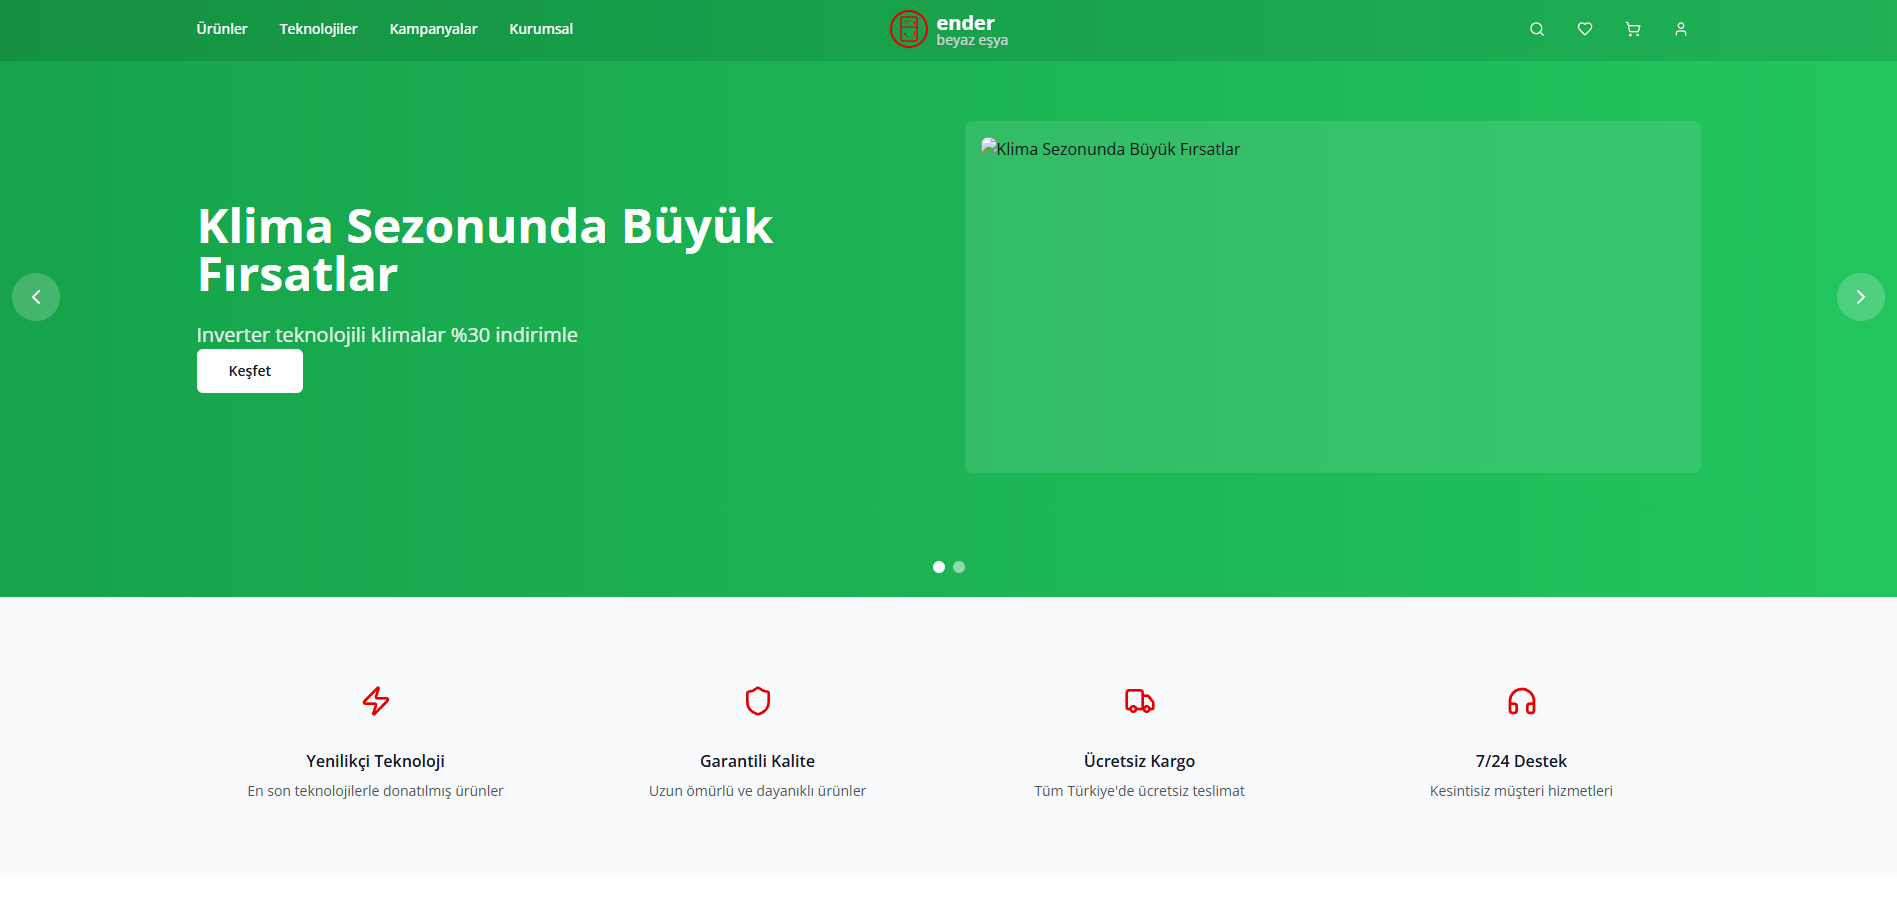 Ürünler
Teknolojiler
Kampanyalar
Kurumsal
ender
beyaz eşya
Klima Sezonunda Büyük
Fırsatlar
Inverter teknolojili klimalar %30 indirimle
Keşfet
Klima Sezonunda Büyük Fırsatlar
Yenilikçi Teknoloji
En son teknolojilerle donatılmış ürünler
Garantili Kalite
Uzun ömürlü ve dayanıklı ürünler
Ücretsiz Kargo
Tüm Türkiye'de ücretsiz teslimat
7/24 Destek
Kesintisiz müşteri hizmetleri